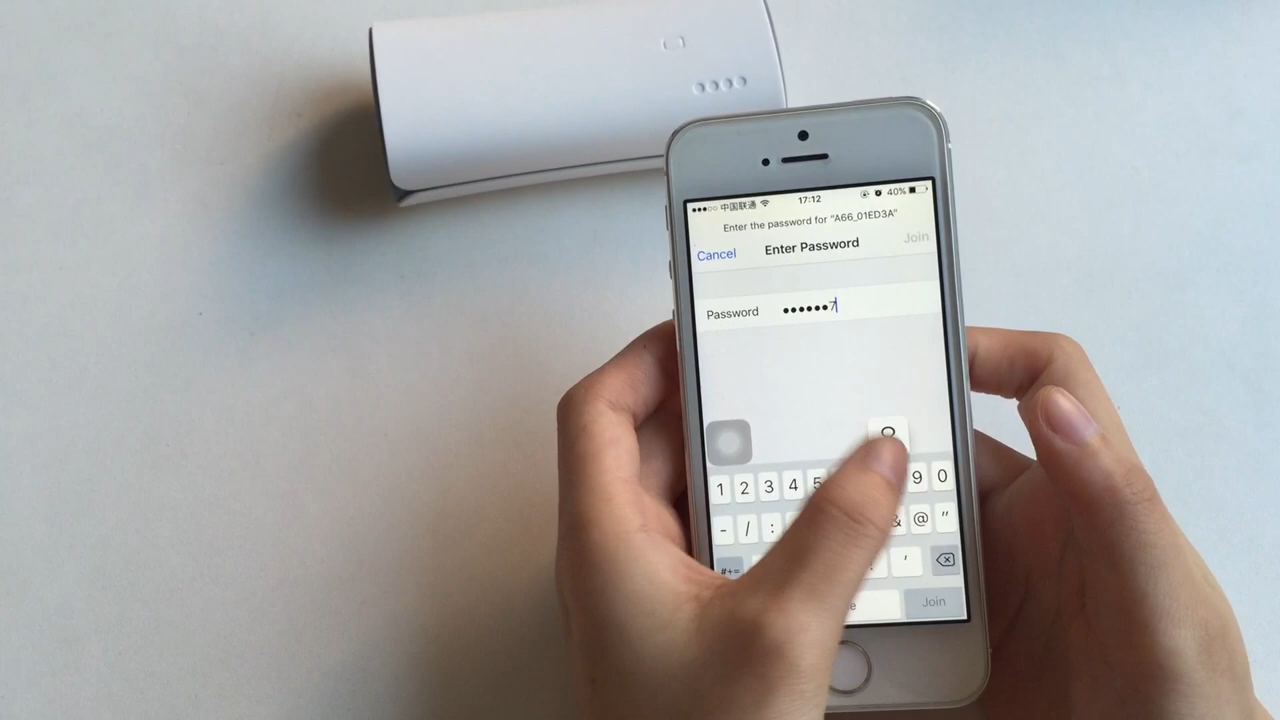 中国联通 17:12 40%
Enter the password for “A66_01ED3A”
Cancel Enter Password Join
Password ••••••7
1 2 3 4 5 9 0
- / : & @ "
#+= '
Join